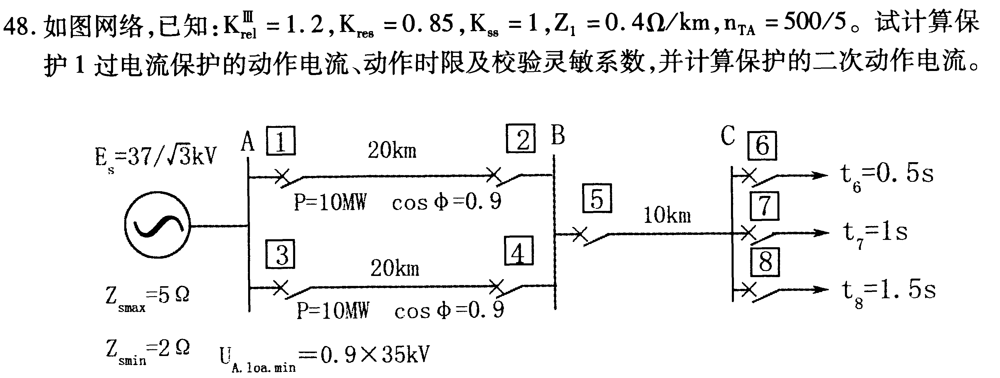 48. 如图网络,已知:K_rel^Ⅲ = 1.2,K_res = 0.85,K_ss = 1,Z_1 = 0.4Ω/km,n_TA = 500/5。试计算保
护1过电流保护的动作电流、动作时限及校验灵敏系数,并计算保护的二次动作电流。
A 1 20km 2 B C 6
E_s=37/√3kV
t_6=0.5s
P=10MW cosΦ=0.9 5 7
10km
t_7=1s
3 20km 4 8
Z_smax=5Ω
t_8=1.5s
P=10MW cosΦ=0.9
Z_smin=2Ω U_A.loa.min=0.9×35kV